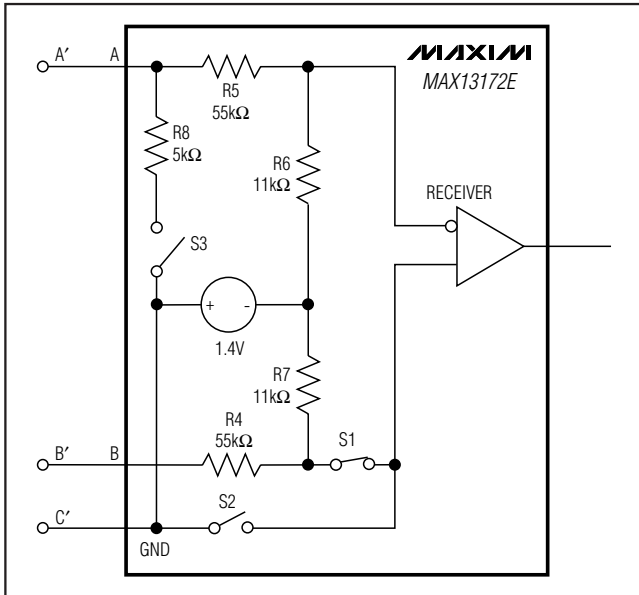 MAXIM
MAX13172E
A′
A
R5
55kΩ
R8
5kΩ
R6
11kΩ
RECEIVER
S3
+
-
1.4V
R7
11kΩ
R4
55kΩ
S1
B′
B
S2
C′
GND